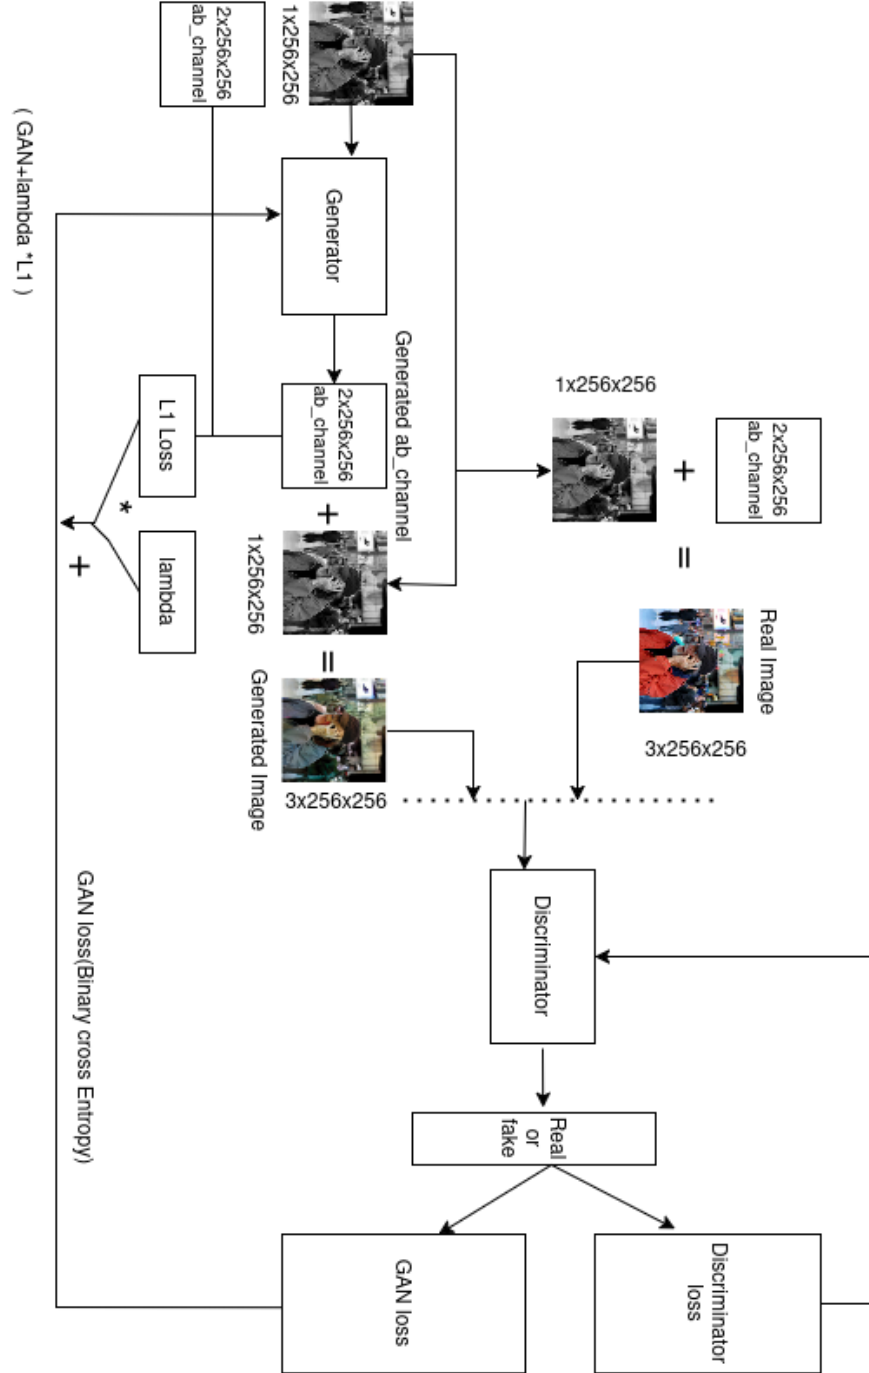 1x256x256
2x256x256
ab_channel
Generator
Generated ab_channel
2x256x256
ab_channel
+
1x256x256
=
Generated Image
3x256x256
1x256x256
+
2x256x256
ab_channel
=
Real Image
3x256x256
L1 Loss
*
lambda
+
( GAN+lambda *L1 )
GAN loss(Binary cross Entropy)
Discriminator
Real
or
fake
Discriminator
loss
GAN loss